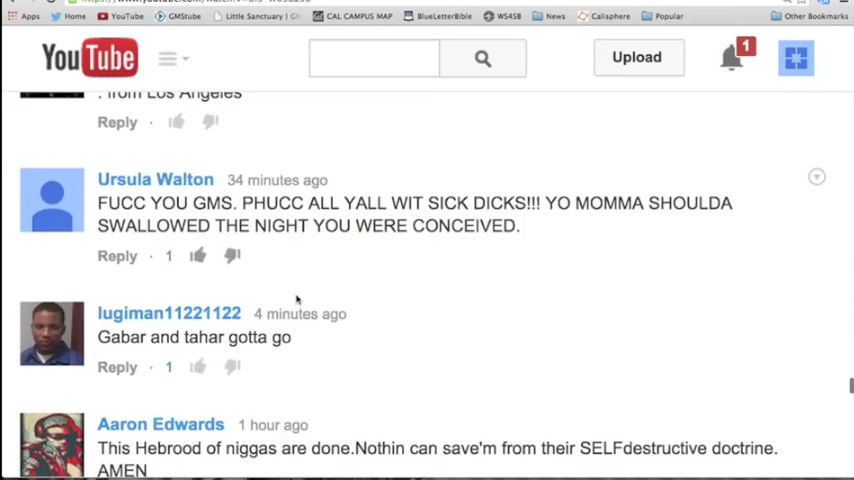 Apps Home YouTube GMStube Little Sanctuary | GM CAL CAMPUS MAP BlueLetterBible WS4SB News Calisphere Popular Other Bookmarks
YouTube Upload 1
. from Los Angeles
Reply ·
Ursula Walton 34 minutes ago
FUCC YOU GMS. PHUCC ALL YALL WIT SICK DICKS!!! YO MOMMA SHOULDA
SWALLOWED THE NIGHT YOU WERE CONCEIVED.
Reply · 1
lugiman11221122 4 minutes ago
Gabar and tahar gotta go
Reply · 1
Aaron Edwards 1 hour ago
This Hebrood of niggas are done.Nothin can save'm from their SELFdestructive doctrine.
AMEN